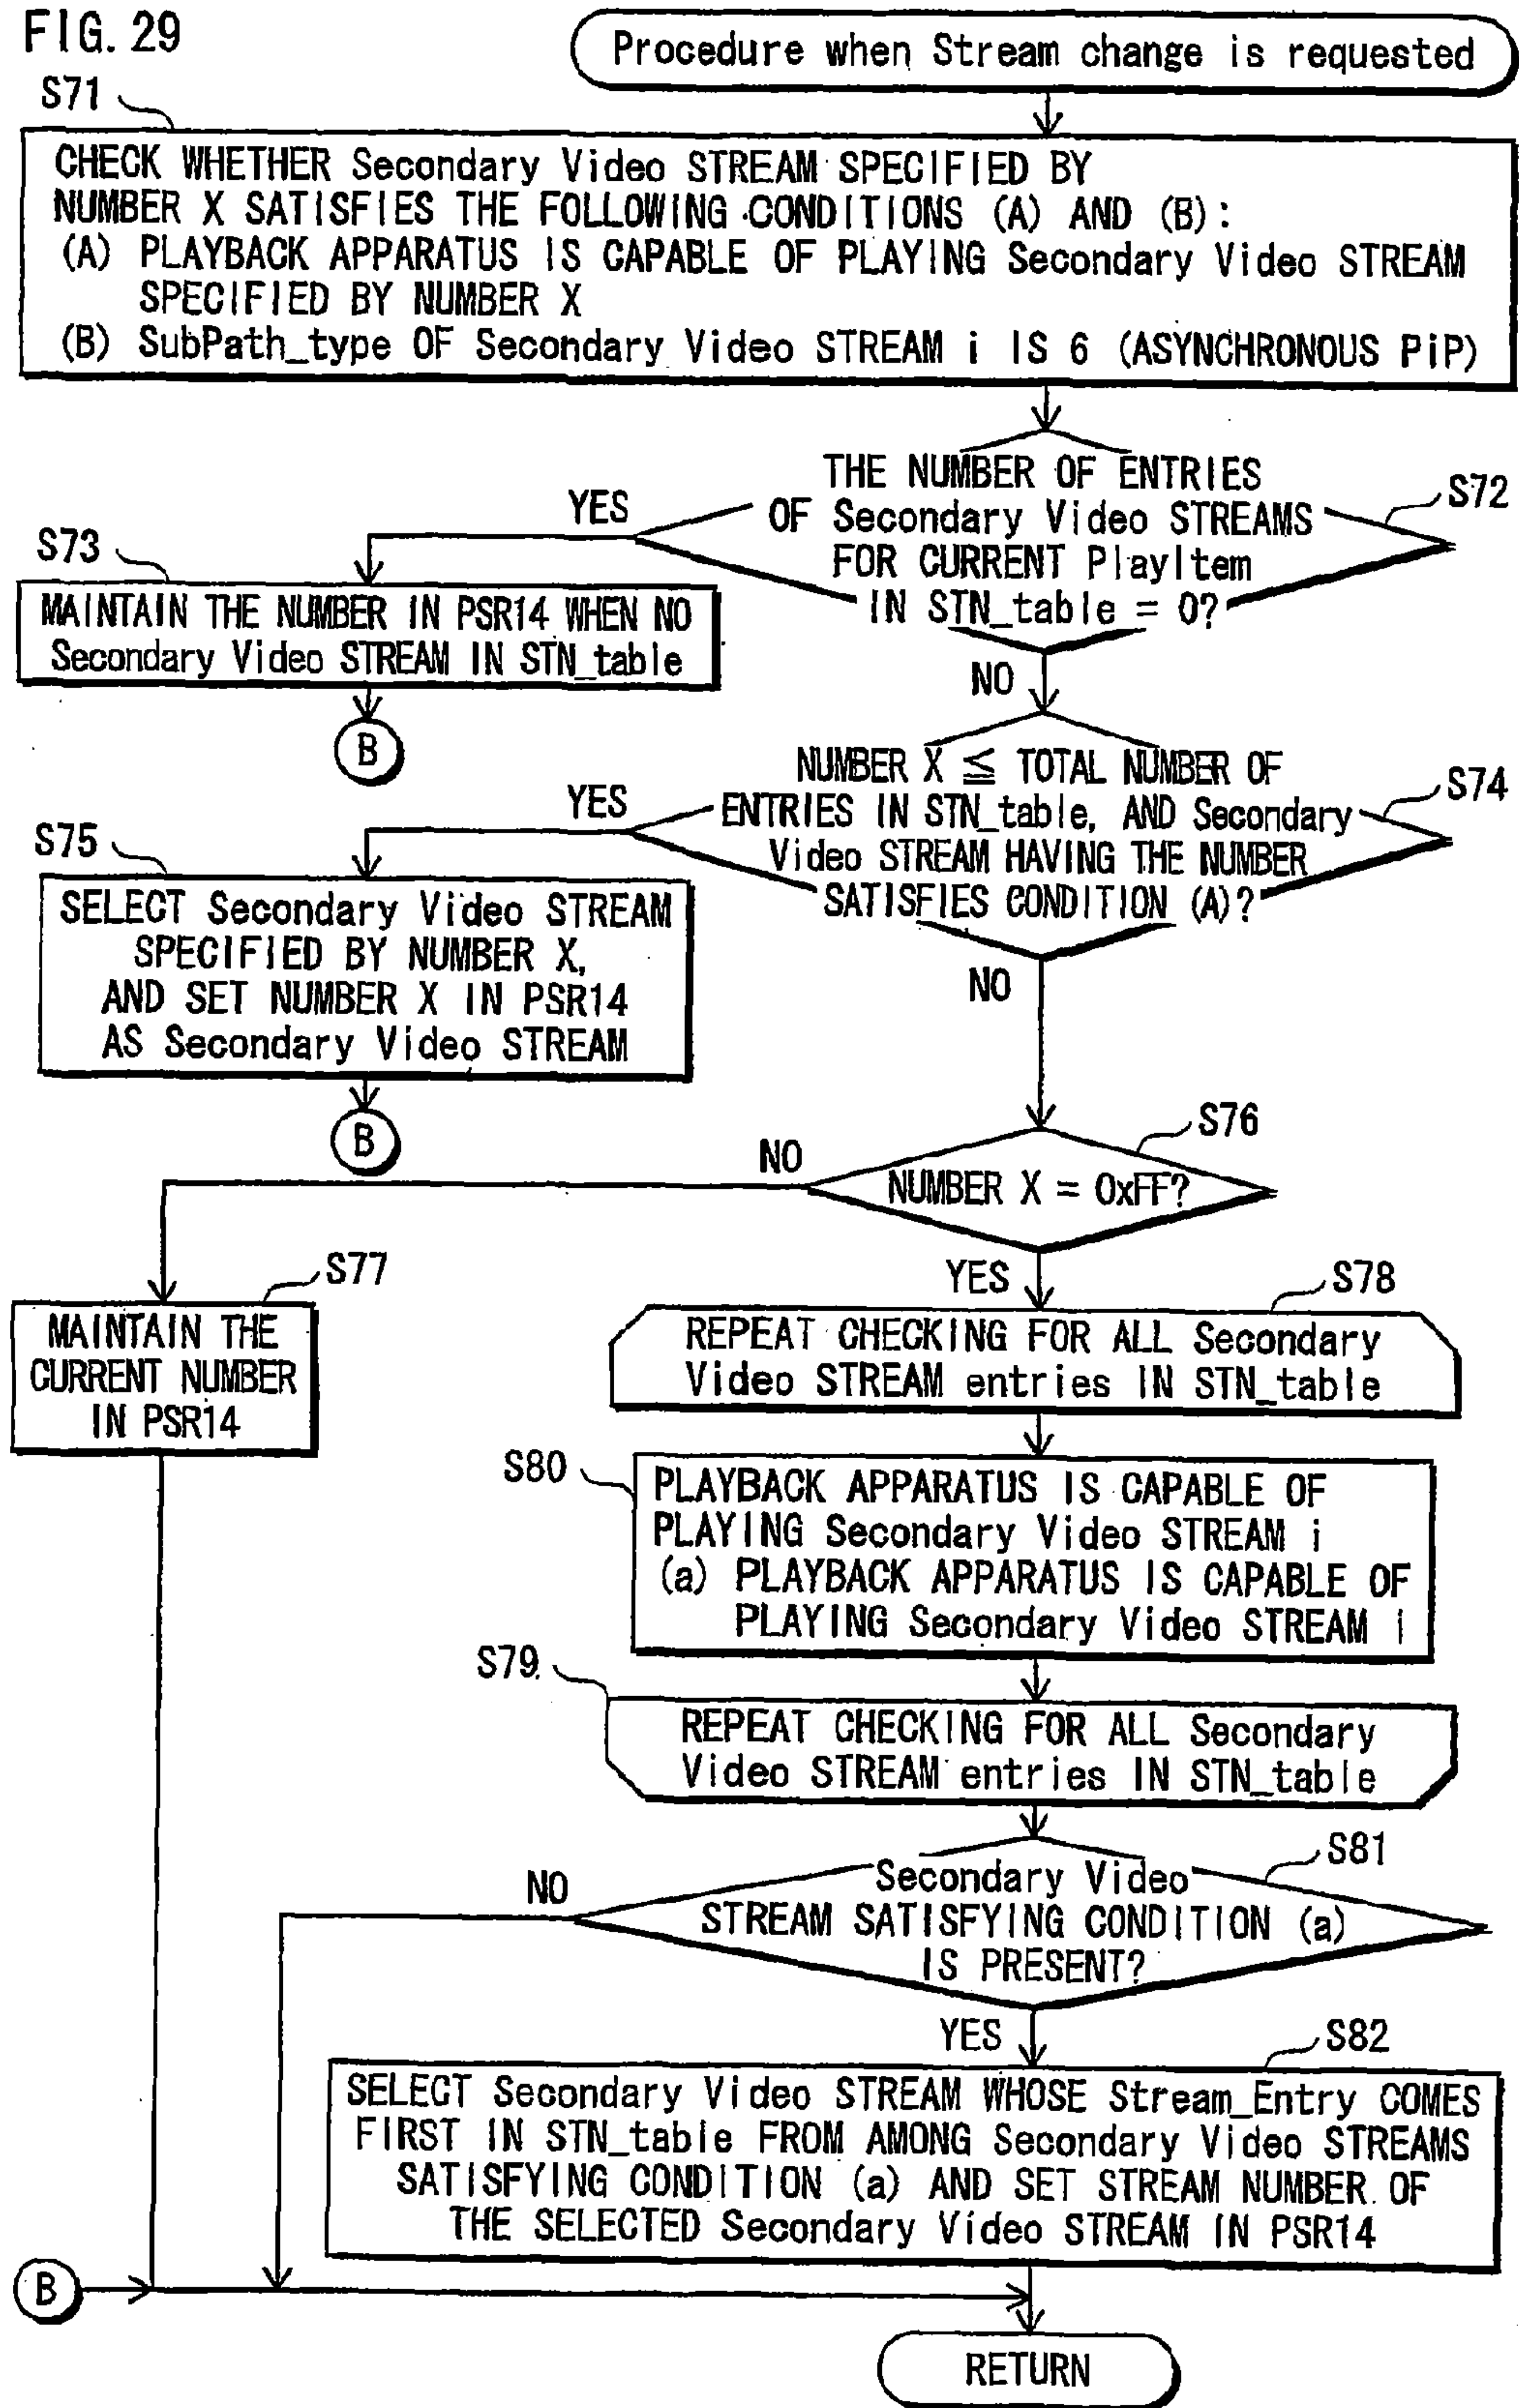 FIG. 29
Procedure when Stream change is requested
S71
CHECK WHETHER Secondary Video STREAM SPECIFIED BY
NUMBER X SATISFIES THE FOLLOWING CONDITIONS (A) AND (B):
(A) PLAYBACK APPARATUS IS CAPABLE OF PLAYING Secondary Video STREAM
SPECIFIED BY NUMBER X
(B) SubPath_type OF Secondary Video STREAM i IS 6 (ASYNCHRONOUS PiP)
THE NUMBER OF ENTRIES
OF Secondary Video STREAMS
FOR CURRENT PlayItem
IN STN_table = 0?
S72
YES
S73
MAINTAIN THE NUMBER IN PSR14 WHEN NO
Secondary Video STREAM IN STN_table
B
NO
NUMBER X ≦ TOTAL NUMBER OF
ENTRIES IN STN_table, AND Secondary
Video STREAM HAVING THE NUMBER
SATISFIES CONDITION (A)?
S74
YES
S75
SELECT Secondary Video STREAM
SPECIFIED BY NUMBER X,
AND SET NUMBER X IN PSR14
AS Secondary Video STREAM
B
NO
S76
NUMBER X = 0xFF?
NO
S77
MAINTAIN THE
CURRENT NUMBER
IN PSR14
YES
S78
REPEAT CHECKING FOR ALL Secondary
Video STREAM entries IN STN_table
S80
PLAYBACK APPARATUS IS CAPABLE OF
PLAYING Secondary Video STREAM i
(a) PLAYBACK APPARATUS IS CAPABLE OF
PLAYING Secondary Video STREAM i
S79
REPEAT CHECKING FOR ALL Secondary
Video STREAM entries IN STN_table
S81
Secondary Video
STREAM SATISFYING CONDITION (a)
IS PRESENT?
NO
YES
S82
SELECT Secondary Video STREAM WHOSE Stream_Entry COMES
FIRST IN STN_table FROM AMONG Secondary Video STREAMS
SATISFYING CONDITION (a) AND SET STREAM NUMBER OF
THE SELECTED Secondary Video STREAM IN PSR14
B
RETURN